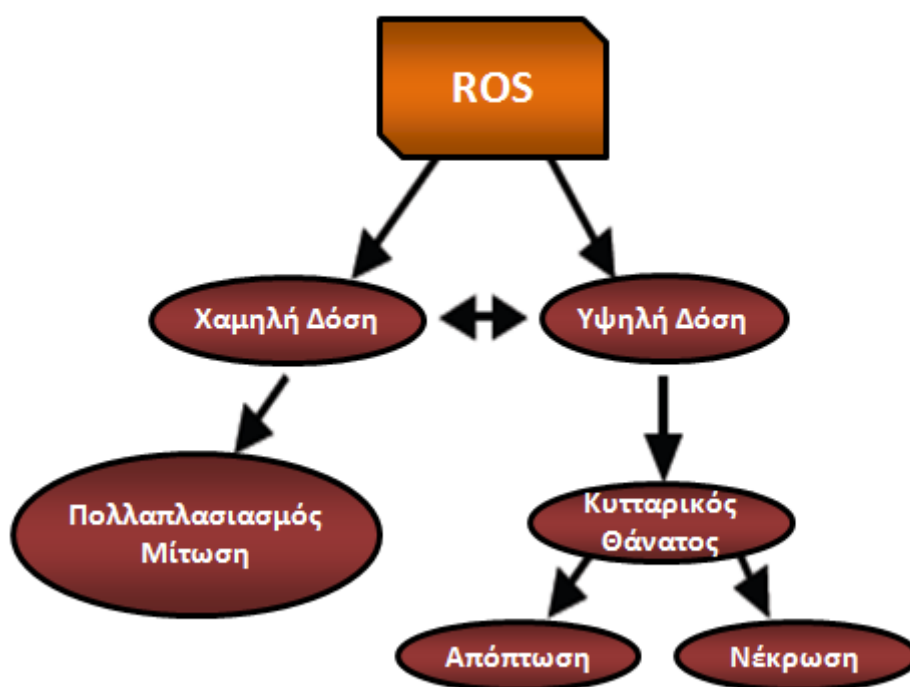 ROS
Χαμηλή Δόση
Υψηλή Δόση
Πολλαπλασιασμός
Μίτωση
Κυτταρικός
Θάνατος
Απόπτωση
Νέκρωση